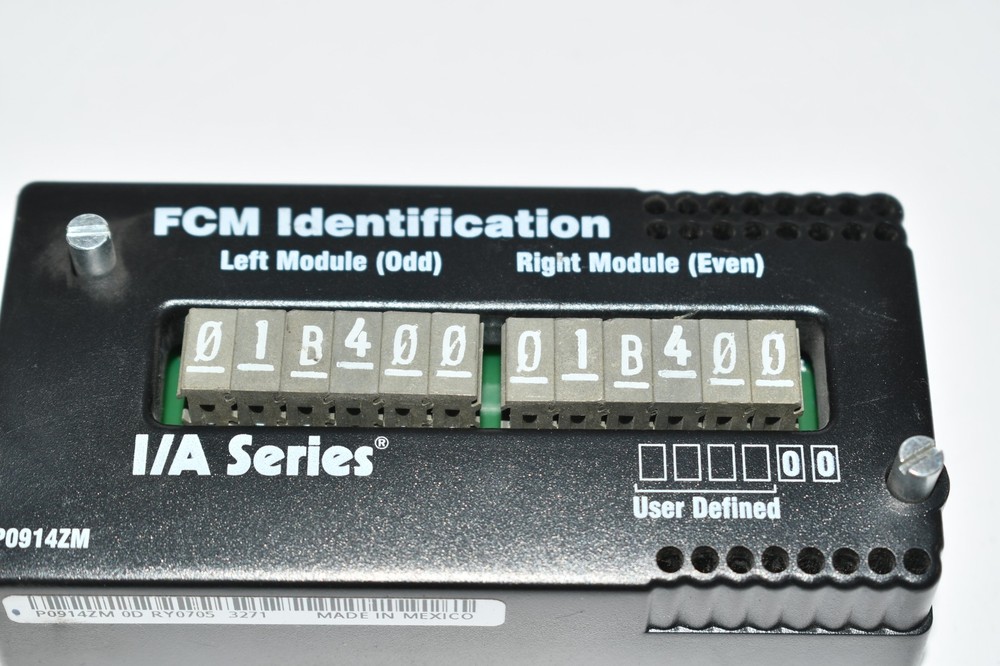 FCM Identification
Left Module (Odd) Right Module (Even)
Ø1B4ØØ Ø1B4ØØ
I/A Series®
00
User Defined
P0914ZM
P0914ZM 0D RY0705 3271 MADE IN MEXICO